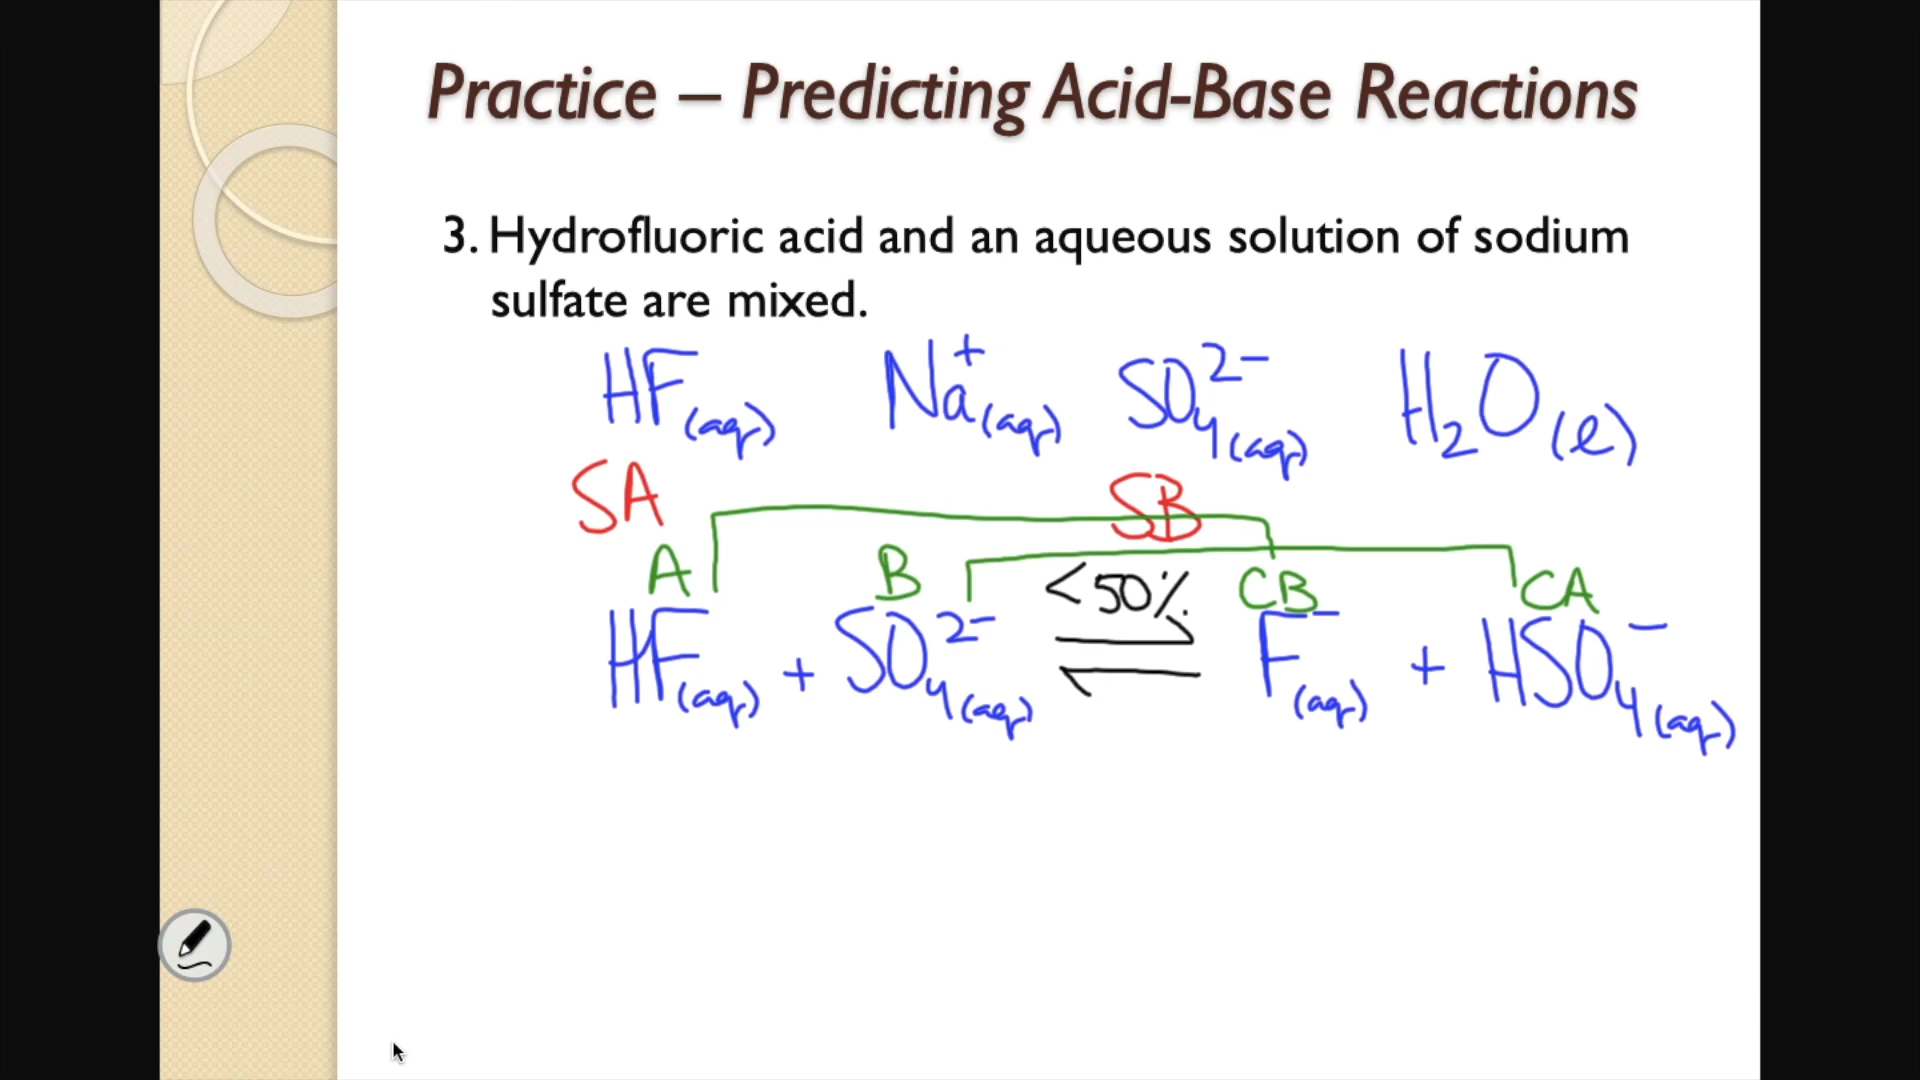 Practice – Predicting Acid-Base Reactions
3. Hydrofluoric acid and an aqueous solution of sodium
sulfate are mixed.
HF(aq) Na⁺(aq) SO₄²⁻(aq) H₂O(l)
SA SB
A B <50% CB CA
HF(aq) + SO₄²⁻(aq) ⇌ F⁻(aq) + HSO₄⁻(aq)